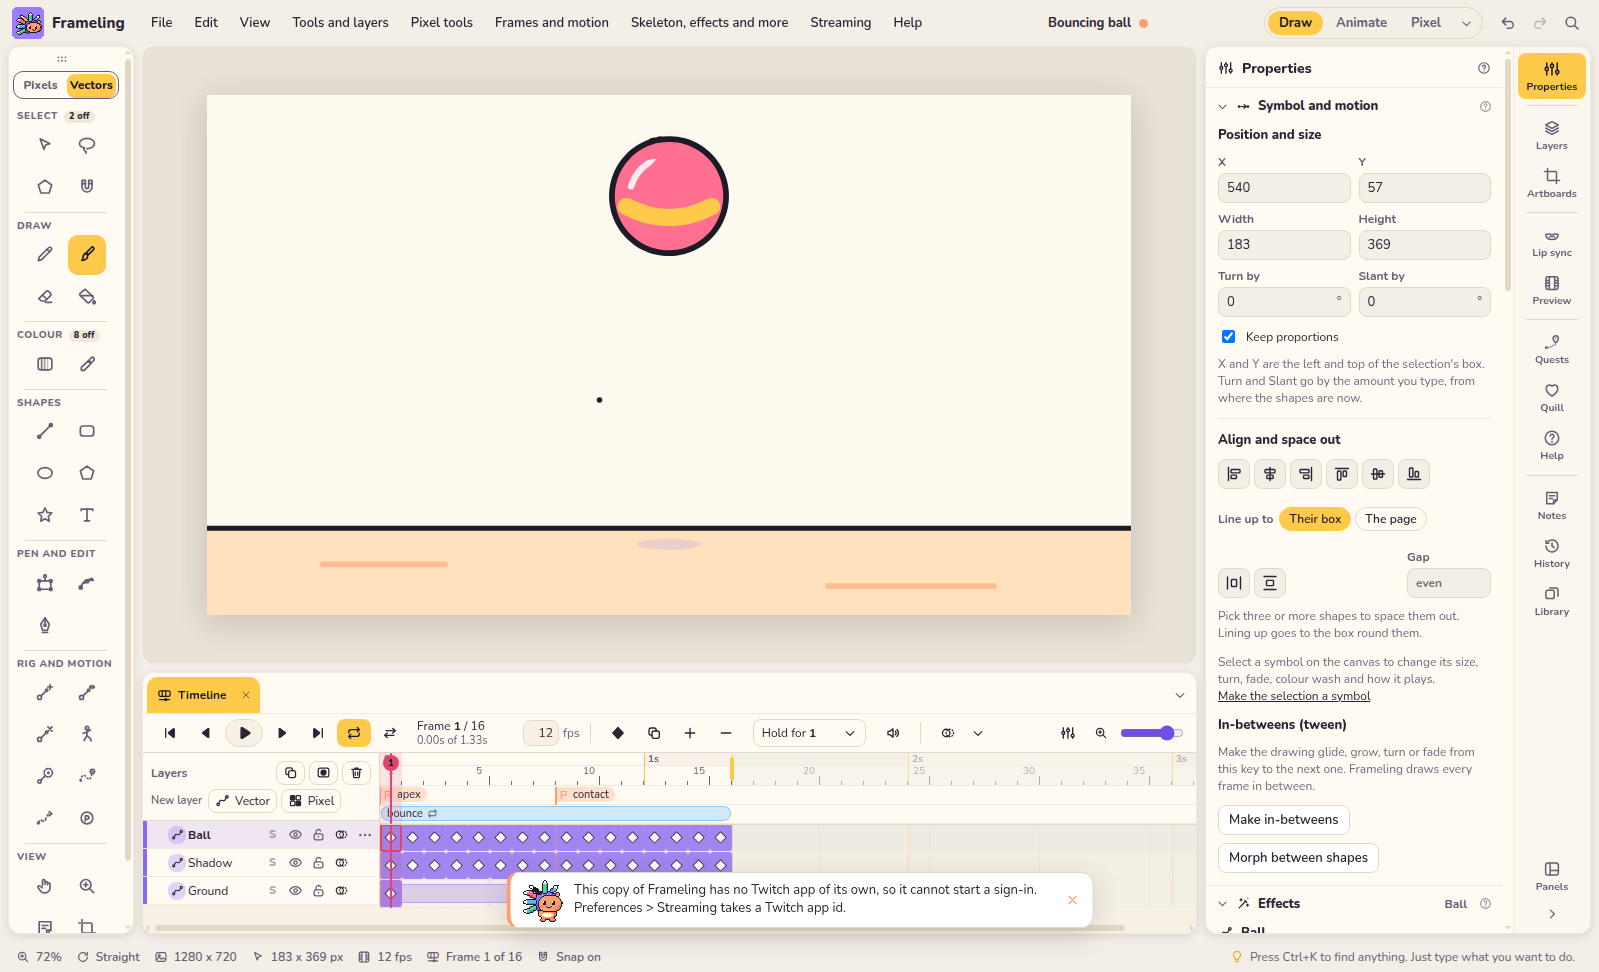 Frameling
File Edit View Tools and layers Pixel tools Frames and motion Skeleton, effects and more Streaming Help
Bouncing ball
Draw Animate Pixel
Pixels Vectors
SELECT 2 off
DRAW
COLOUR 8 off
SHAPES
PEN AND EDIT
RIG AND MOTION
VIEW
Timeline
Frame 1 / 16
0.00s of 1.33s
12 fps
Hold for 1
Layers
New layer Vector Pixel
1 5 10 1s 15 20 2s 25 30 35 3s
apex contact
bounce
Ball S
Shadow S
Ground S
This copy of Frameling has no Twitch app of its own, so it cannot start a sign-in.
Preferences > Streaming takes a Twitch app id.
Properties
Symbol and motion
Position and size
X Y
540 57
Width Height
183 369
Turn by Slant by
0 ° 0 °
Keep proportions
X and Y are the left and top of the selection's box.
Turn and Slant go by the amount you type, from
where the shapes are now.
Align and space out
Line up to Their box The page
Gap
even
Pick three or more shapes to space them out.
Lining up goes to the box round them.
Select a symbol on the canvas to change its size,
turn, fade, colour wash and how it plays.
Make the selection a symbol
In-betweens (tween)
Make the drawing glide, grow, turn or fade from
this key to the next one. Frameling draws every
frame in between.
Make in-betweens
Morph between shapes
Effects Ball
Ball
Properties
Layers
Artboards
Lip sync
Preview
Quests
Quill
Help
Notes
History
Library
Panels
72% Straight 1280 x 720 183 x 369 px 12 fps Frame 1 of 16 Snap on
Press Ctrl+K to find anything. Just type what you want to do.